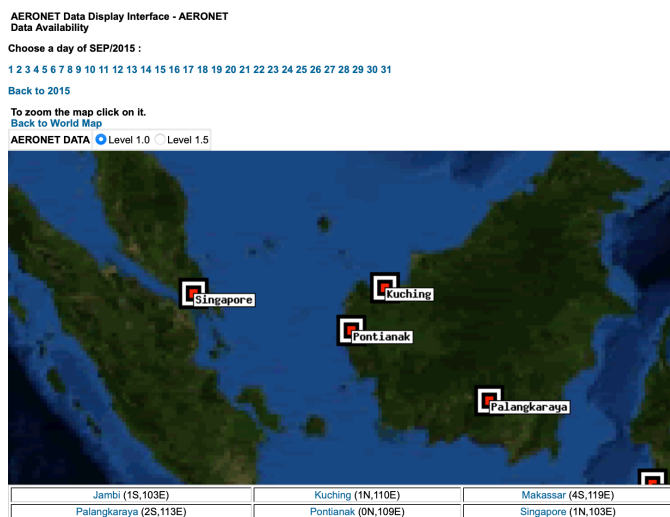 AERONET Data Display Interface - AERONET
Data Availability
Choose a day of SEP/2015 :
1 2 3 4 5 6 7 8 9 10 11 12 13 14 15 16 17 18 19 20 21 22 23 24 25 26 27 28 29 30 31
Back to 2015
To zoom the map click on it.
Back to World Map
AERONET DATA Level 1.0 Level 1.5
Singapore
Kuching
Pontianak
Palangkaraya
Jambi (1S,103E) Kuching (1N,110E) Makassar (4S,119E)
Palangkaraya (2S,113E) Pontianak (0N,109E) Singapore (1N,103E)